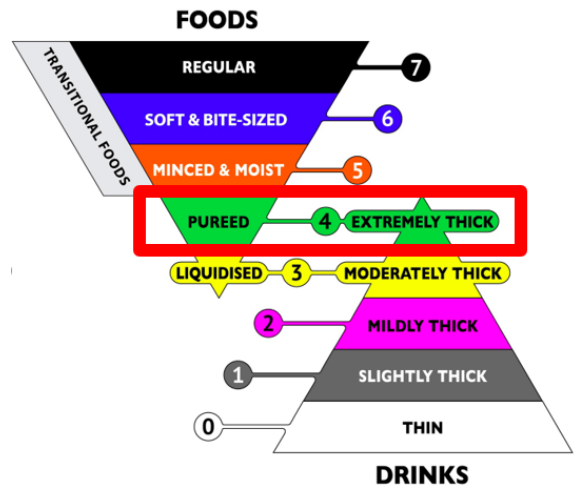 FOODS
TRANSITIONAL FOODS
REGULAR 7
SOFT & BITE-SIZED 6
MINCED & MOIST 5
PUREED 4 EXTREMELY THICK
LIQUIDISED 3 MODERATELY THICK
2 MILDLY THICK
1 SLIGHTLY THICK
0 THIN
DRINKS